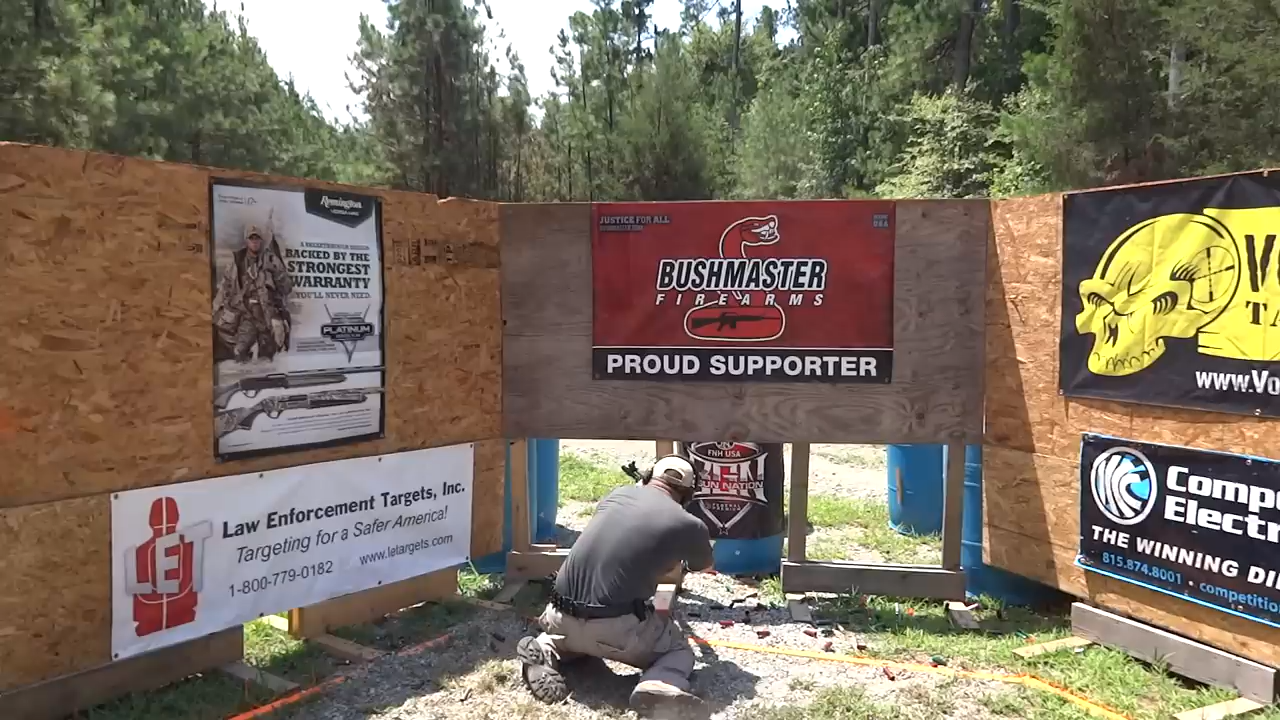 Remington
BACKED BY THE
STRONGEST
WARRANTY
YOU'LL NEVER NEED.
PLATINUM
Law Enforcement Targets, Inc.
Targeting for a Safer America!
www.letargets.com
1-800-779-0182
LET
JUSTICE FOR ALL
BUSHMASTER
FIREARMS
PROUD SUPPORTER
FNH USA
GUN NATION
www.Vo
Comp
Electr
THE WINNING DI
815.874.8001 • competitio